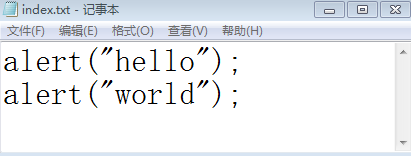 index.txt - 记事本
文件(F) 编辑(E) 格式(O) 查看(V) 帮助(H)
alert("hello");
alert("world");